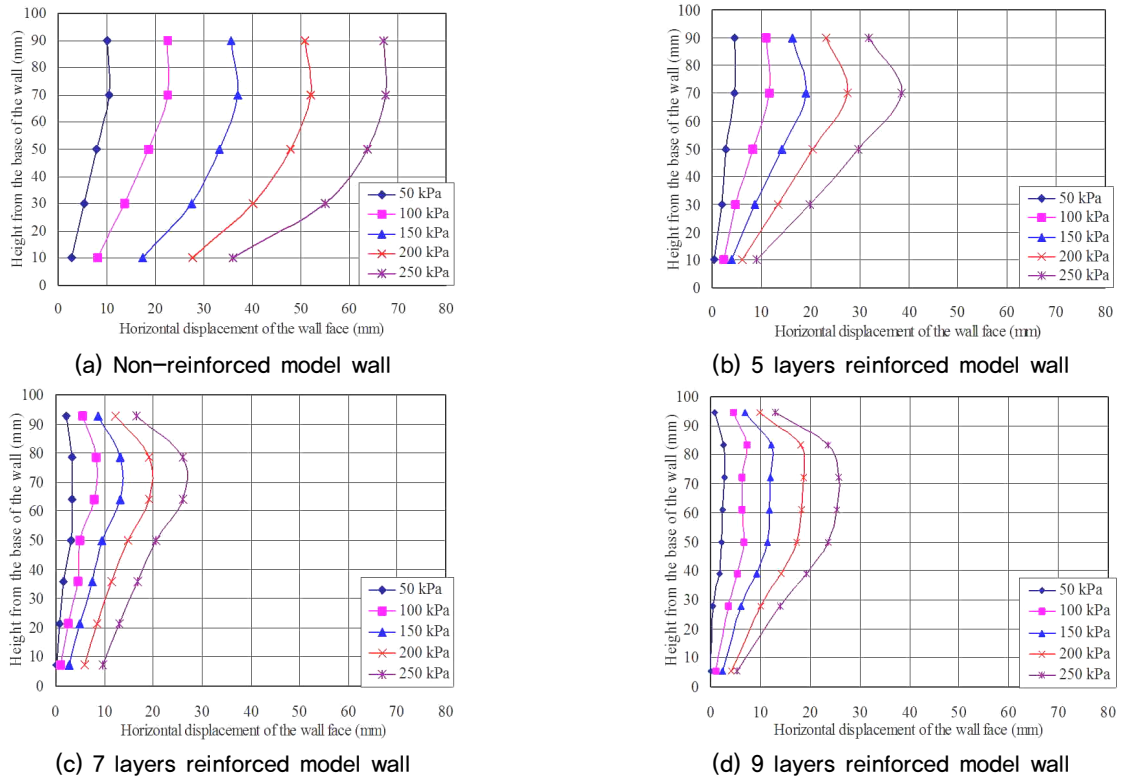 100
90
80
70
60
50
40
30
20
10
0
Height from the base of the wall (mm)
50 kPa
100 kPa
150 kPa
200 kPa
250 kPa
0 10 20 30 40 50 60 70 80
Horizontal displacement of the wall face (mm)
(a) Non-reinforced model wall
100
90
80
70
60
50
40
30
20
10
0
Height from the base of the wall (mm)
50 kPa
100 kPa
150 kPa
200 kPa
250 kPa
0 10 20 30 40 50 60 70 80
Horizontal displacement of the wall face (mm)
(b) 5 layers reinforced model wall
100
90
80
70
60
50
40
30
20
10
0
Height from the base of the wall (mm)
50 kPa
100 kPa
150 kPa
200 kPa
250 kPa
0 10 20 30 40 50 60 70 80
Horizontal displacement of the wall face (mm)
(c) 7 layers reinforced model wall
100
90
80
70
60
50
40
30
20
10
0
Height from the base of the wall (mm)
50 kPa
100 kPa
150 kPa
200 kPa
250 kPa
0 10 20 30 40 50 60 70 80
Horizontal displacement of the wall face (mm)
(d) 9 layers reinforced model wall